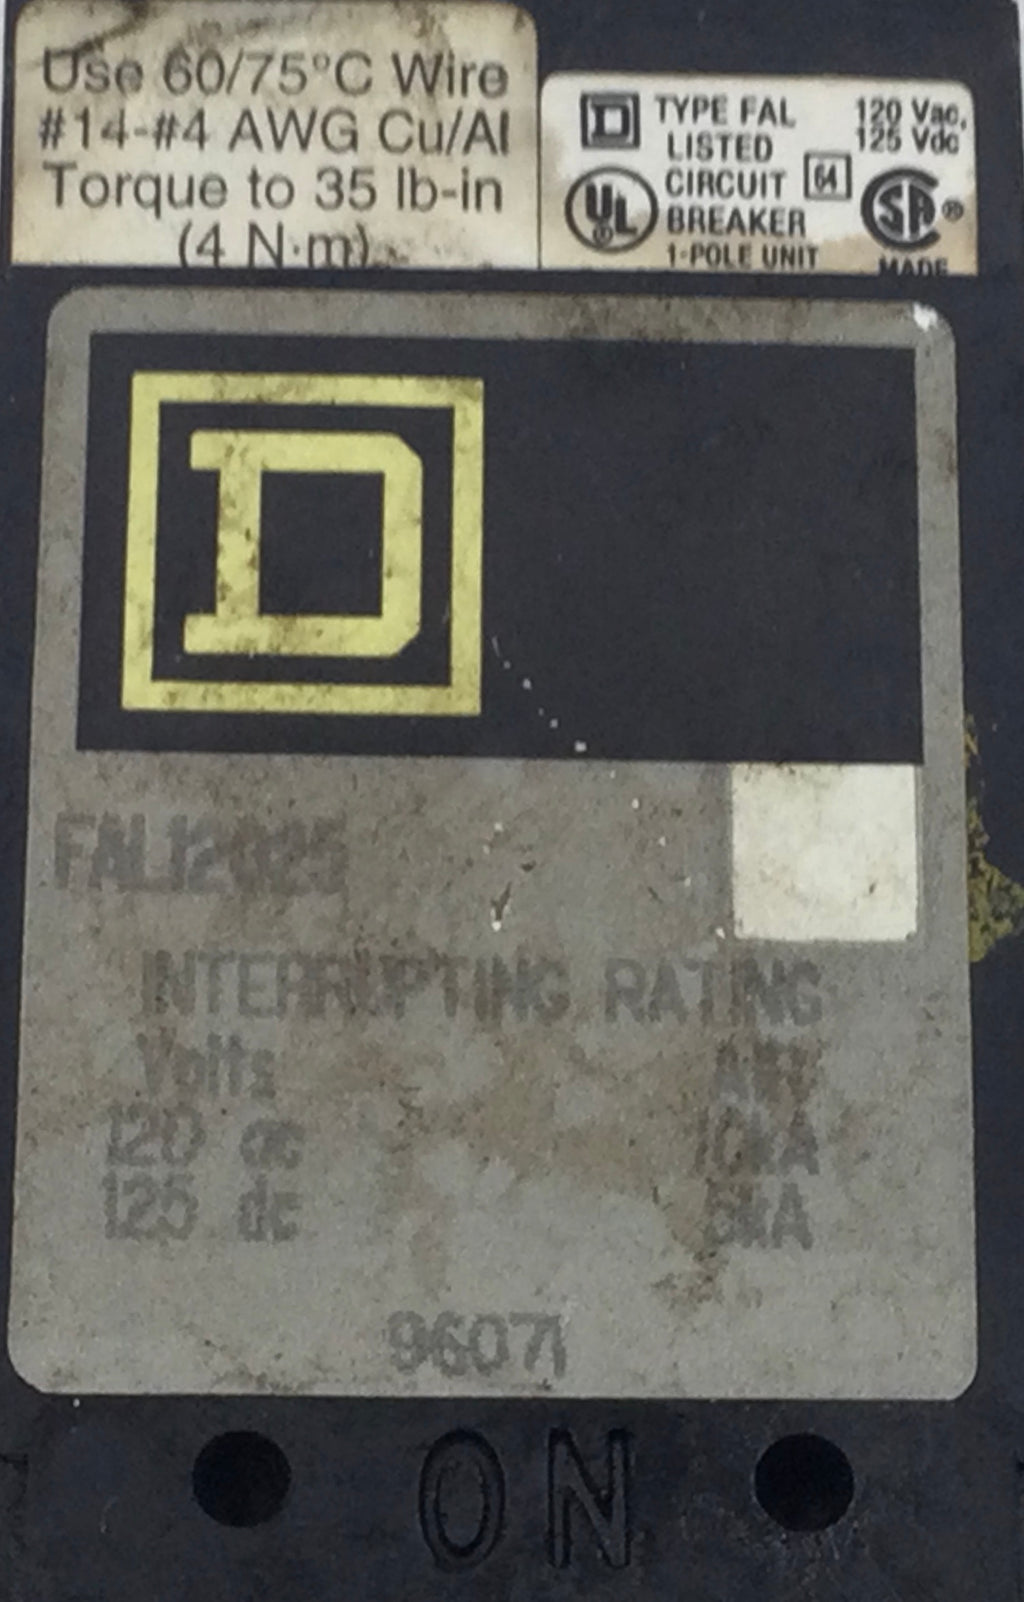 Use 60/75°C Wire
#14-#4 AWG Cu/Al
Torque to 35 lb-in
(4 N·m)
D TYPE FAL 120 Vac,
LISTED 125 Vdc
CIRCUIT 64
UL BREAKER SA®
1-POLE UNIT MADE
D
FAL12025
INTERRUPTING RATING
Volts
120 ac 10kA
125 dc 5kA
96071
ON